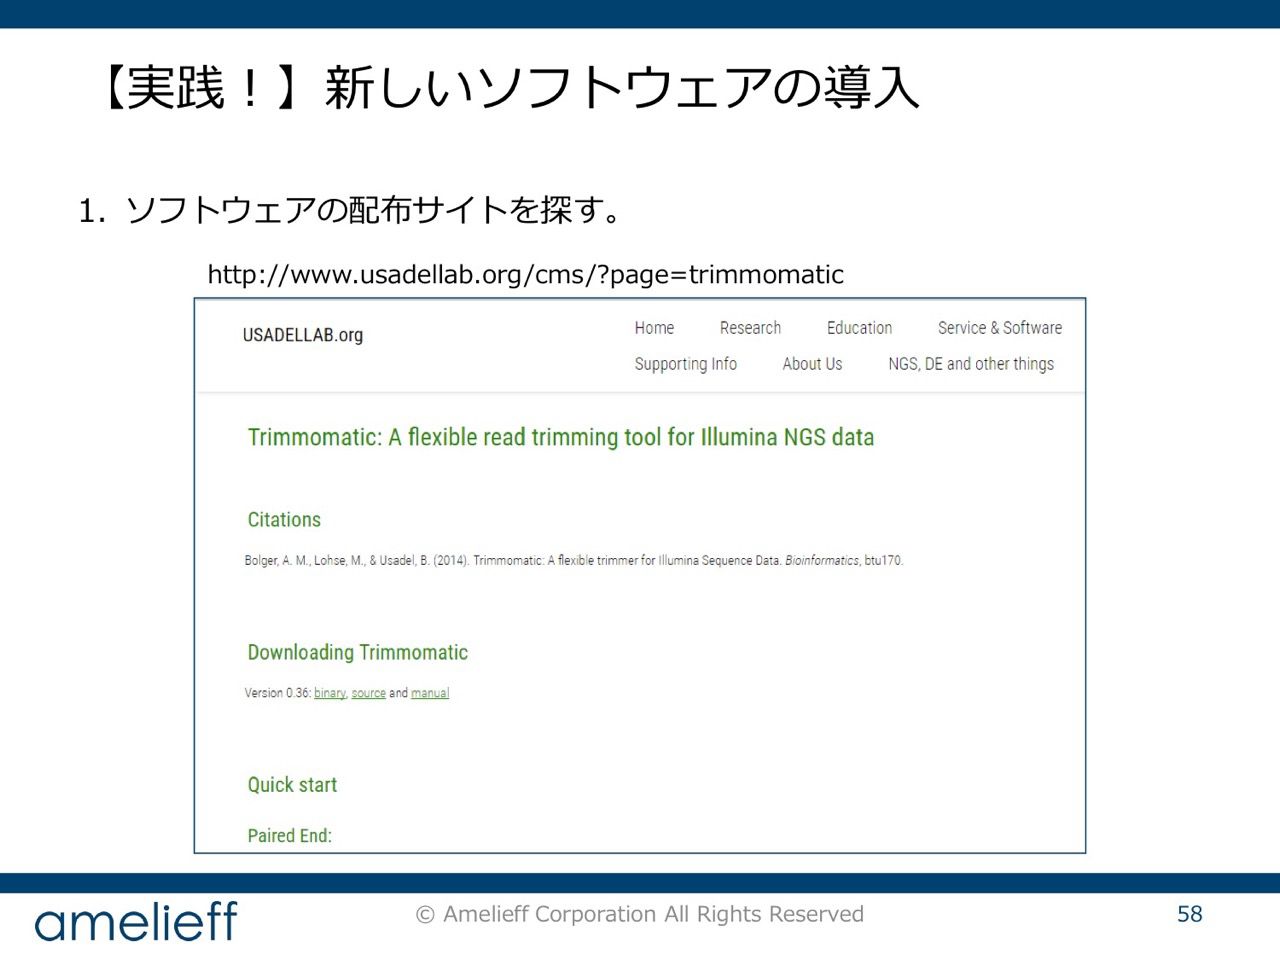 【実践！】新しいソフトウェアの導入
1. ソフトウェアの配布サイトを探す。
http://www.usadellab.org/cms/?page=trimmomatic
USADELLAB.org
Home Research Education Service & Software
Supporting Info About Us NGS, DE and other things
Trimmomatic: A flexible read trimming tool for Illumina NGS data
Citations
Bolger, A. M., Lohse, M., & Usadel, B. (2014). Trimmomatic: A flexible trimmer for Illumina Sequence Data. Bioinformatics, btu170.
Downloading Trimmomatic
Version 0.36: binary, source and manual
Quick start
Paired End:
amelieff
© Amelieff Corporation All Rights Reserved
58